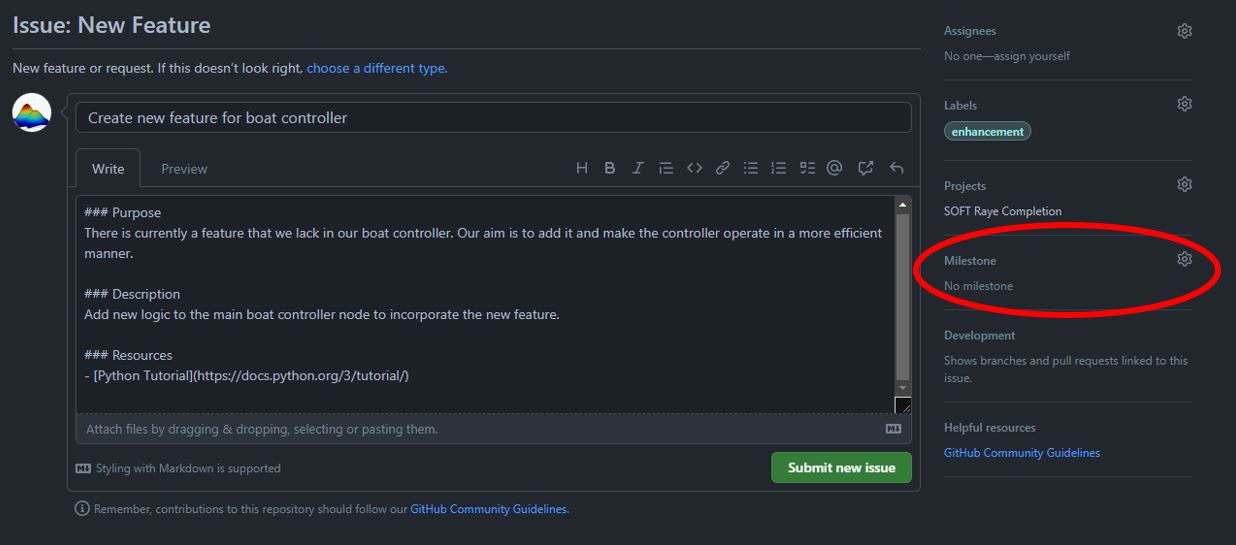 Issue: New Feature
New feature or request. If this doesn't look right, choose a different type.
Create new feature for boat controller
Write
Preview
### Purpose
There is currently a feature that we lack in our boat controller. Our aim is to add it and make the controller operate in a more efficient
manner.
### Description
Add new logic to the main boat controller node to incorporate the new feature.
### Resources
- [Python Tutorial](https://docs.python.org/3/tutorial/)
Attach files by dragging & dropping, selecting or pasting them.
Styling with Markdown is supported
Submit new issue
Remember, contributions to this repository should follow our GitHub Community Guidelines.
Assignees
No one—assign yourself
Labels
enhancement
Projects
SOFT Raye Completion
Milestone
No milestone
Development
Shows branches and pull requests linked to this
issue.
Helpful resources
GitHub Community Guidelines